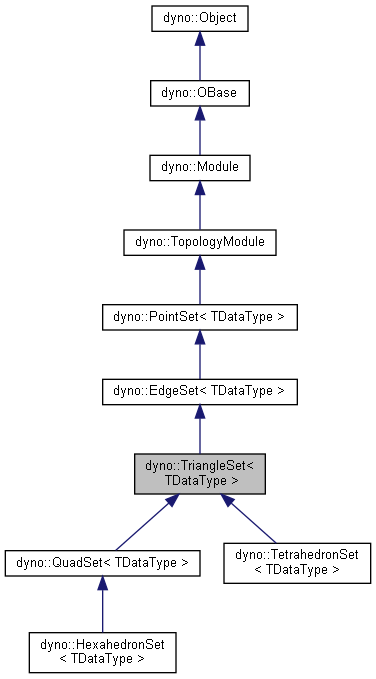 dyno::Object
dyno::OBase
dyno::Module
dyno::TopologyModule
dyno::PointSet< TDataType >
dyno::EdgeSet< TDataType >
dyno::TriangleSet<
TDataType >
dyno::QuadSet< TDataType >
dyno::TetrahedronSet
< TDataType >
dyno::HexahedronSet
< TDataType >